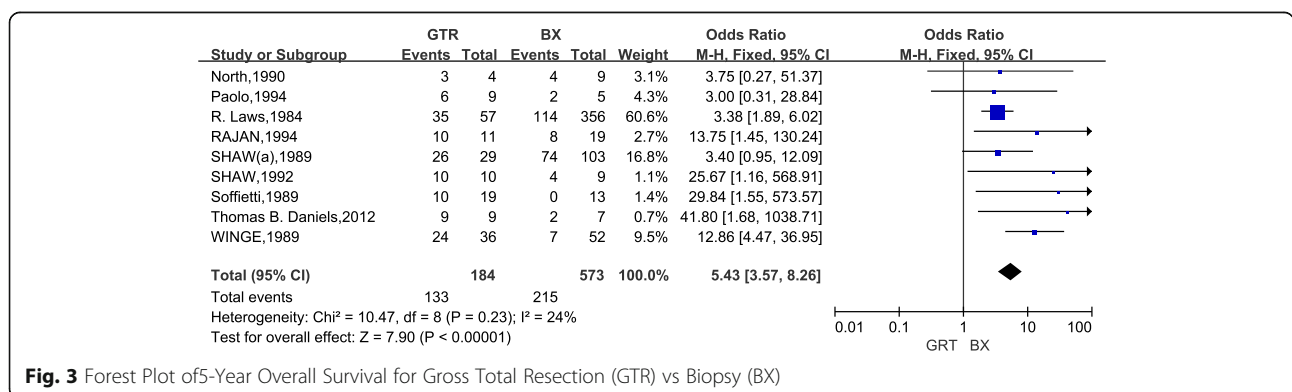 GTR BX Odds Ratio Odds Ratio
Study or Subgroup Events Total Events Total Weight M-H, Fixed, 95% CI M-H, Fixed, 95% CI
North,1990 3 4 4 9 3.1% 3.75 [0.27, 51.37]
Paolo,1994 6 9 2 5 4.3% 3.00 [0.31, 28.84]
R. Laws,1984 35 57 114 356 60.6% 3.38 [1.89, 6.02]
RAJAN,1994 10 11 8 19 2.7% 13.75 [1.45, 130.24]
SHAW(a),1989 26 29 74 103 16.8% 3.40 [0.95, 12.09]
SHAW,1992 10 10 4 9 1.1% 25.67 [1.16, 568.91]
Soffietti,1989 10 19 0 13 1.4% 29.84 [1.55, 573.57]
Thomas B. Daniels,2012 9 9 2 7 0.7% 41.80 [1.68, 1038.71]
WINGE,1989 24 36 7 52 9.5% 12.86 [4.47, 36.95]
Total (95% CI) 184 573 100.0% 5.43 [3.57, 8.26]
Total events 133 215
Heterogeneity: Chi² = 10.47, df = 8 (P = 0.23); I² = 24%
Test for overall effect: Z = 7.90 (P < 0.00001)
0.01 0.1 1 10 100
GRT BX
Fig. 3 Forest Plot of5-Year Overall Survival for Gross Total Resection (GTR) vs Biopsy (BX)